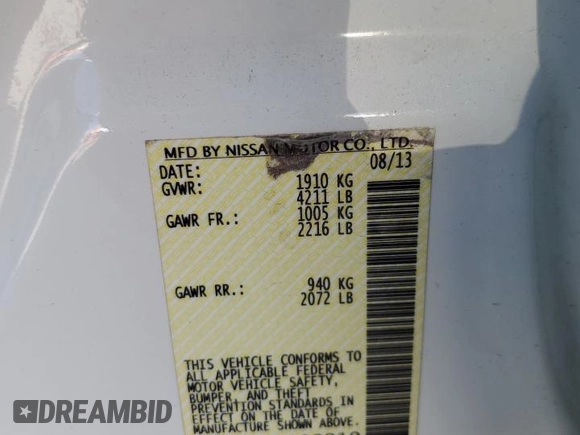 MFD BY NISSAN MOTOR CO., LTD.
DATE: 08/13
GVWR: 1910 KG
4211 LB
GAWR FR.: 1005 KG
2216 LB
GAWR RR.: 940 KG
2072 LB
THIS VEHICLE CONFORMS TO
ALL APPLICABLE FEDERAL
MOTOR VEHICLE SAFETY,
BUMPER, AND THEFT
PREVENTION STANDARDS IN
EFFECT ON THE DATE OF
MANUFACTURE SHOWN ABOVE.
DREAMBID